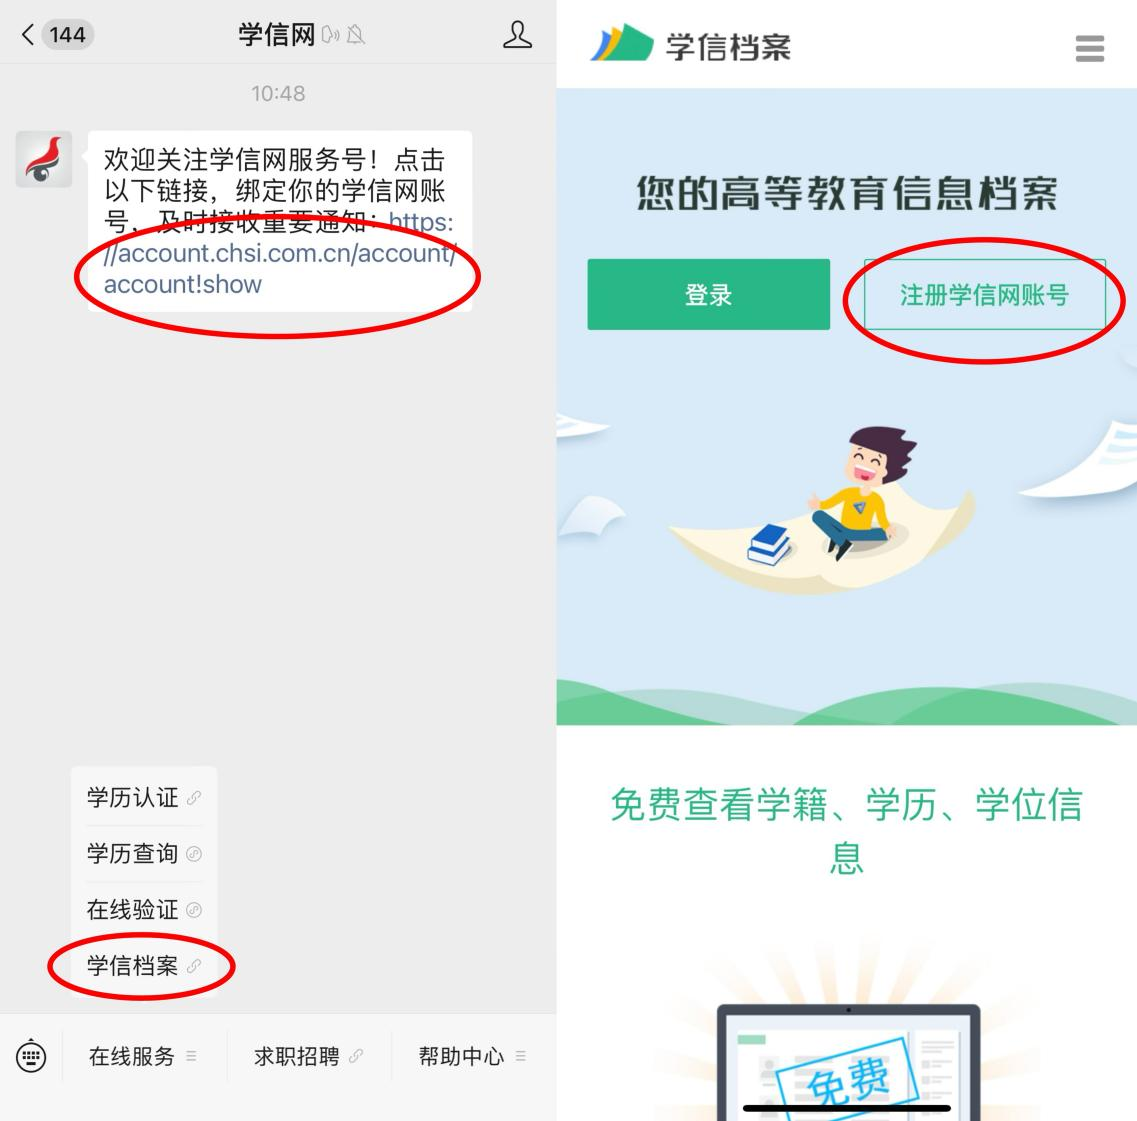 144
学信网
10:48
欢迎关注学信网服务号！点击
以下链接，绑定你的学信网账
号，及时接收重要通知：https:
//account.chsi.com.cn/account/
account!show
学历认证
学历查询
在线验证
学信档案
在线服务
求职招聘
帮助中心
学信档案
您的高等教育信息档案
登录
注册学信网账号
免费查看学籍、学历、学位信
息
免费